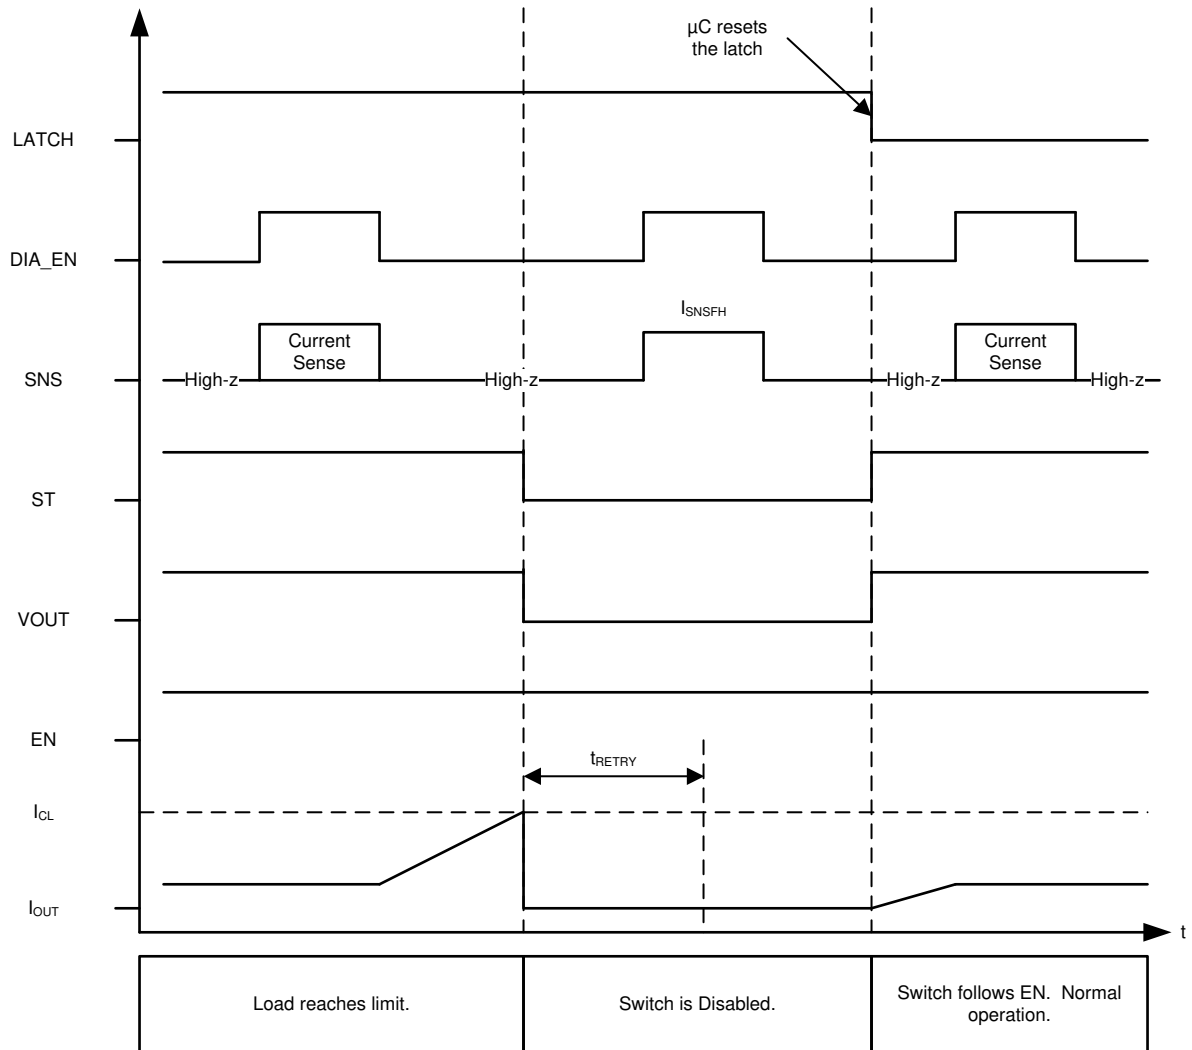 µC resets
the latch
LATCH
DIA_EN
I_SNSFH
Current
Sense
Current
Sense
SNS
High-z
High-z
High-z
High-z
ST
VOUT
EN
t_RETRY
I_CL
I_OUT
t
Load reaches limit.
Switch is Disabled.
Switch follows EN.  Normal
operation.